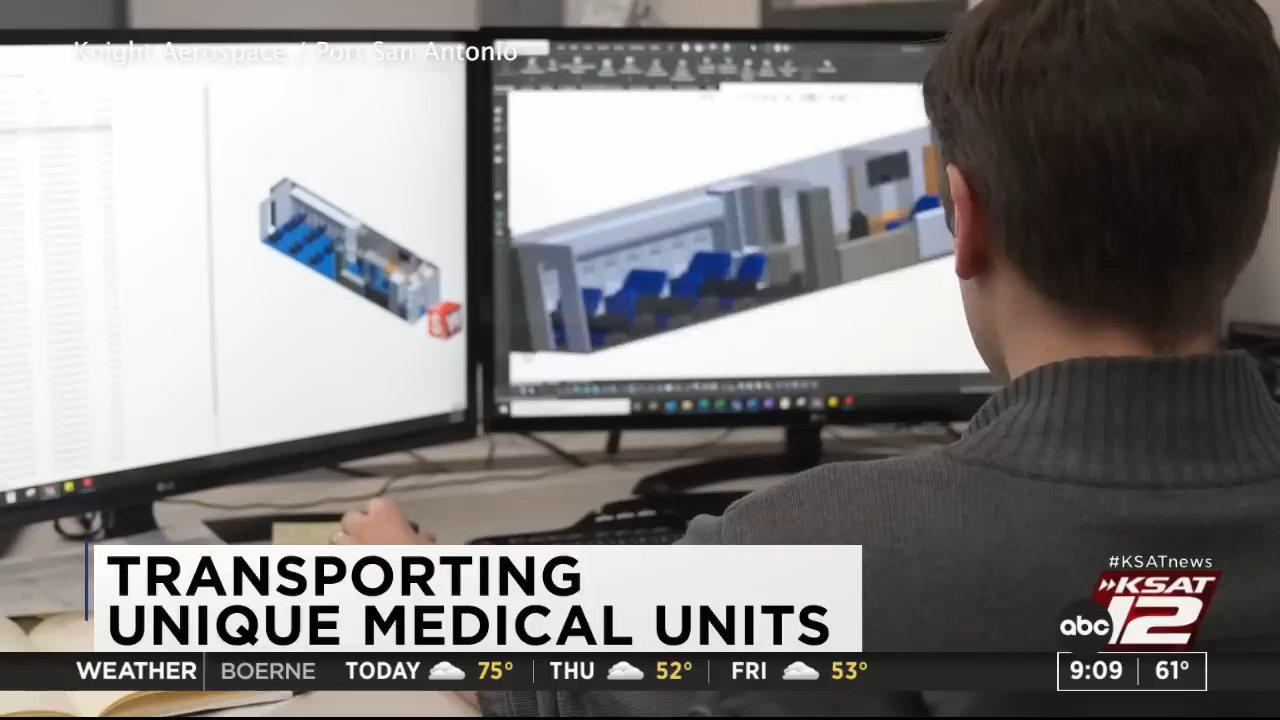 Knight Aerospace / Port San Antonio
TRANSPORTING
UNIQUE MEDICAL UNITS
#KSATnews
KSAT
abc 12
WEATHER BOERNE TODAY 75° THU 52° FRI 53° 9:09 61°